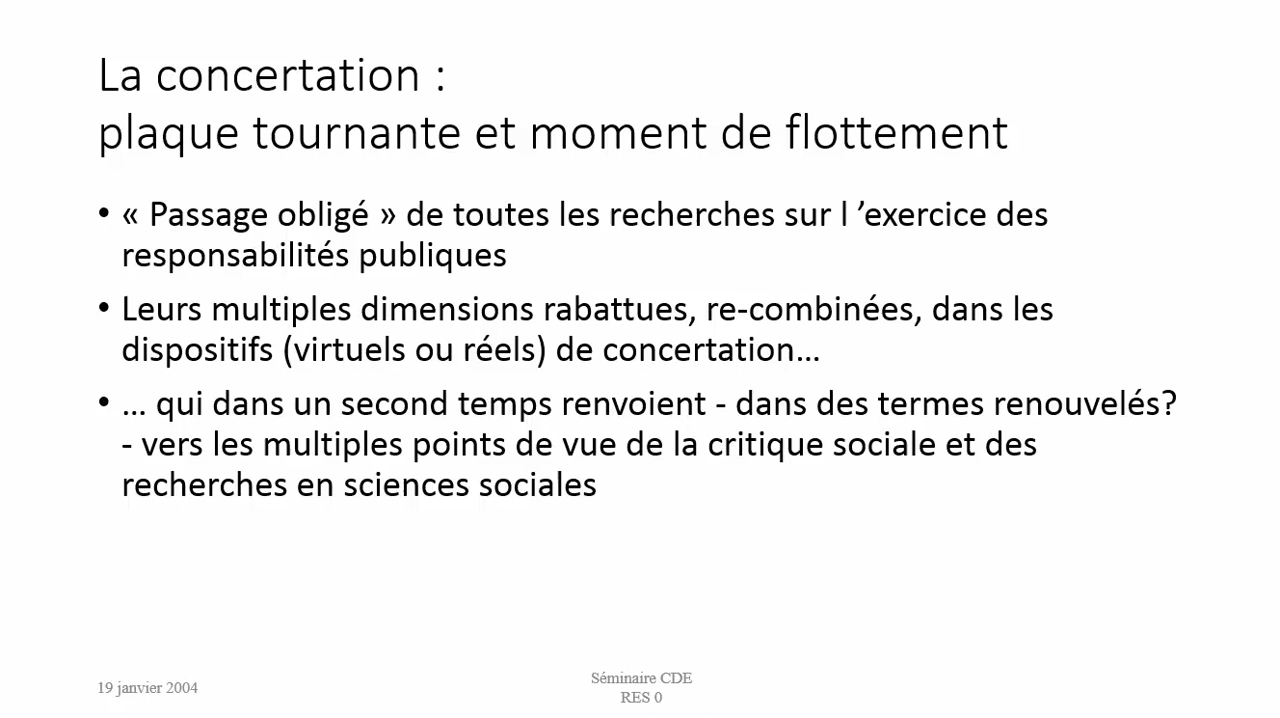 La concertation :
plaque tournante et moment de flottement
• « Passage obligé » de toutes les recherches sur l ’exercice des
responsabilités publiques
• Leurs multiples dimensions rabattues, re-combinées, dans les
dispositifs (virtuels ou réels) de concertation…
• … qui dans un second temps renvoient - dans des termes renouvelés?
- vers les multiples points de vue de la critique sociale et des
recherches en sciences sociales
19 janvier 2004
Séminaire CDE
RES 0